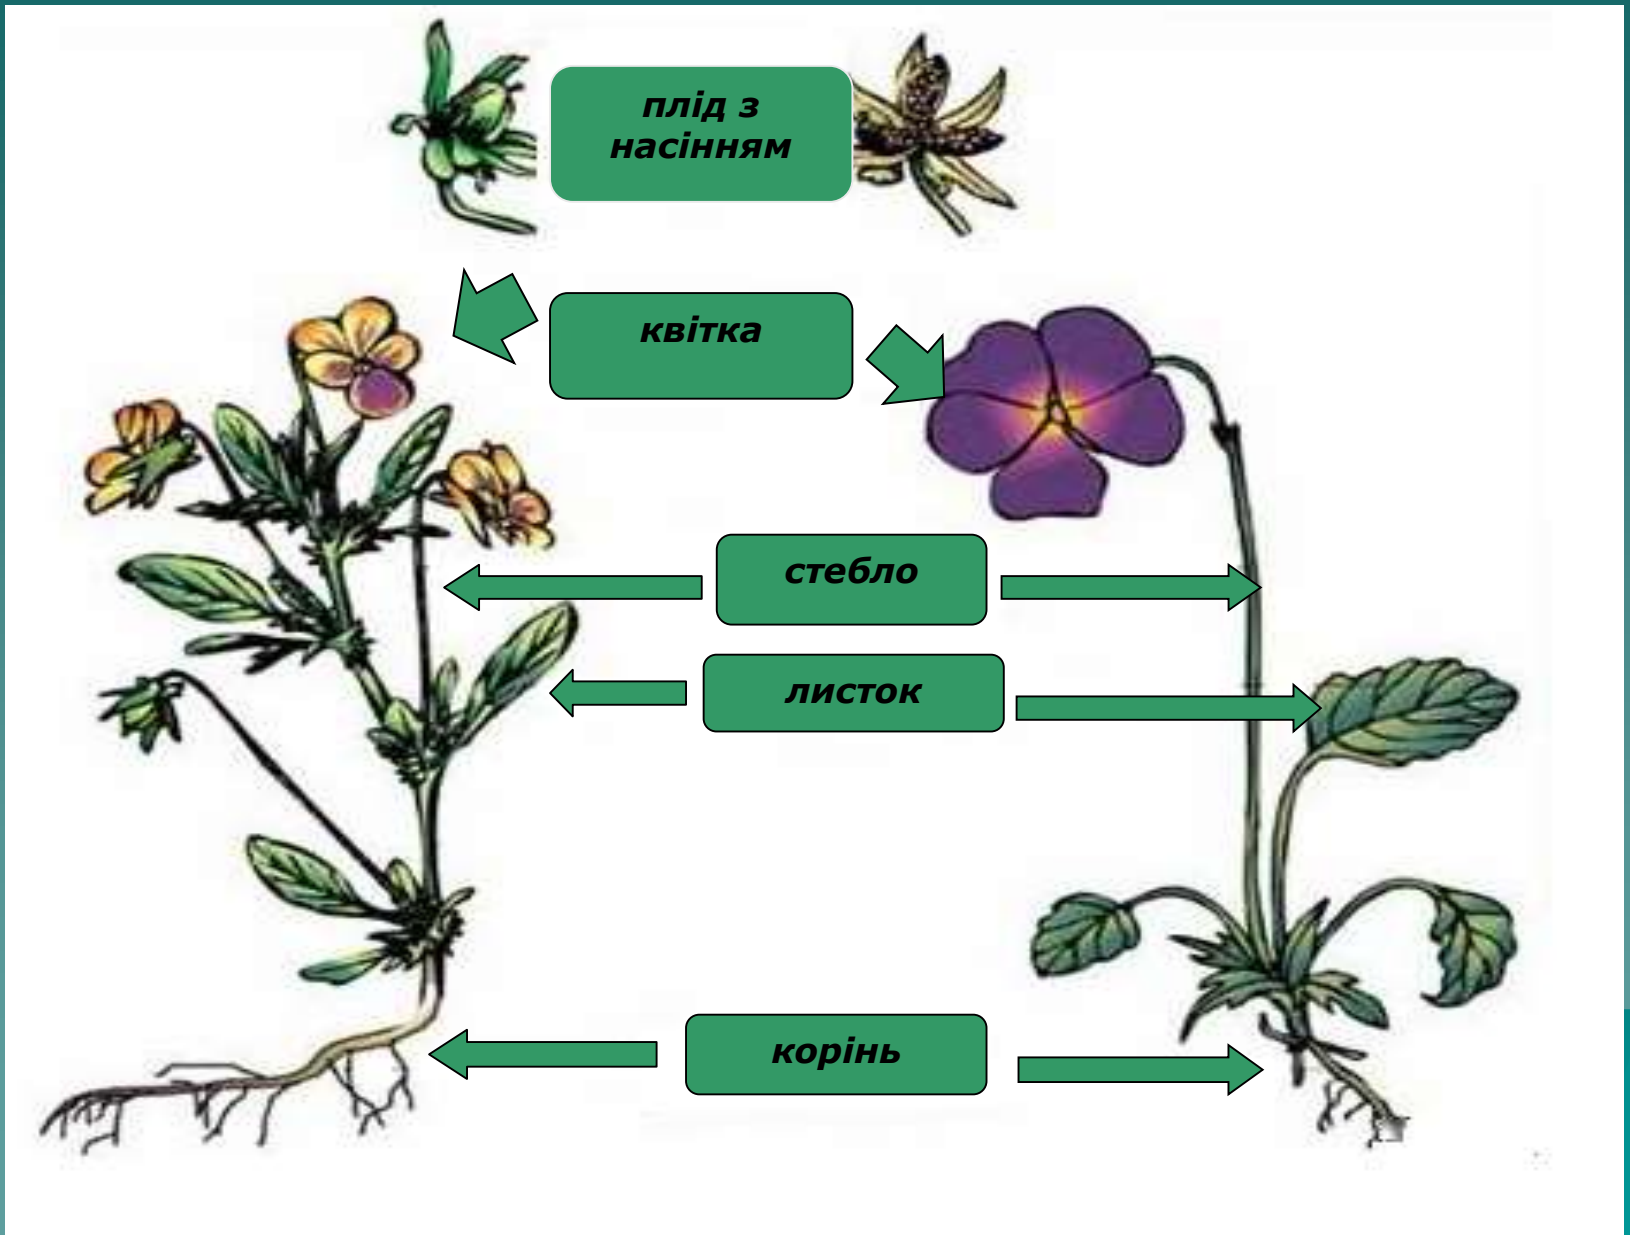 плід з
насінням
квітка
стебло
листок
корінь